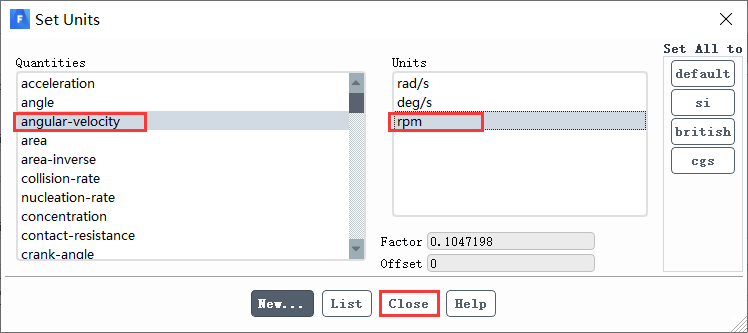 F Set Units
Quantities
acceleration
angle
angular-velocity
area
area-inverse
collision-rate
nucleation-rate
concentration
contact-resistance
crank-angle
Units
rad/s
deg/s
rpm
Factor 0.1047198
Offset 0
Set All to
default
si
british
cgs
New... List Close Help